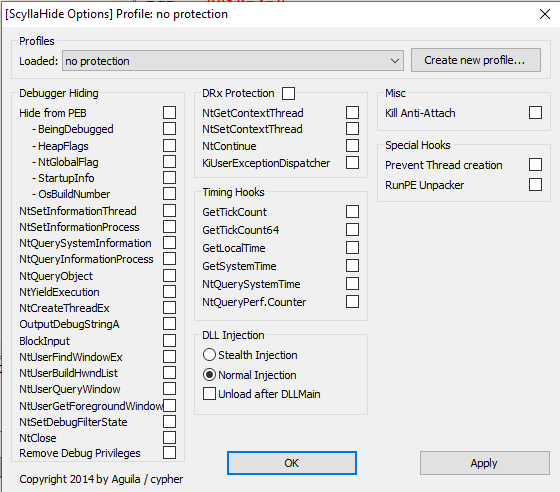 [ScyllaHide Options] Profile: no protection
Profiles
Loaded: no protection Create new profile...
Debugger Hiding
Hide from PEB
- BeingDebugged
- HeapFlags
- NtGlobalFlag
- StartupInfo
- OsBuildNumber
NtSetInformationThread
NtSetInformationProcess
NtQuerySystemInformation
NtQueryInformationProcess
NtQueryObject
NtYieldExecution
NtCreateThreadEx
OutputDebugStringA
BlockInput
NtUserFindWindowEx
NtUserBuildHwndList
NtUserQueryWindow
NtUserGetForegroundWindow
NtSetDebugFilterState
NtClose
Remove Debug Privileges
DRx Protection
NtGetContextThread
NtSetContextThread
NtContinue
KiUserExceptionDispatcher
Timing Hooks
GetTickCount
GetTickCount64
GetLocalTime
GetSystemTime
NtQuerySystemTime
NtQueryPerf.Counter
DLL Injection
Stealth Injection
Normal Injection
Unload after DLLMain
Misc
Kill Anti-Attach
Special Hooks
Prevent Thread creation
RunPE Unpacker
OK
Apply
Copyright 2014 by Aguila / cypher